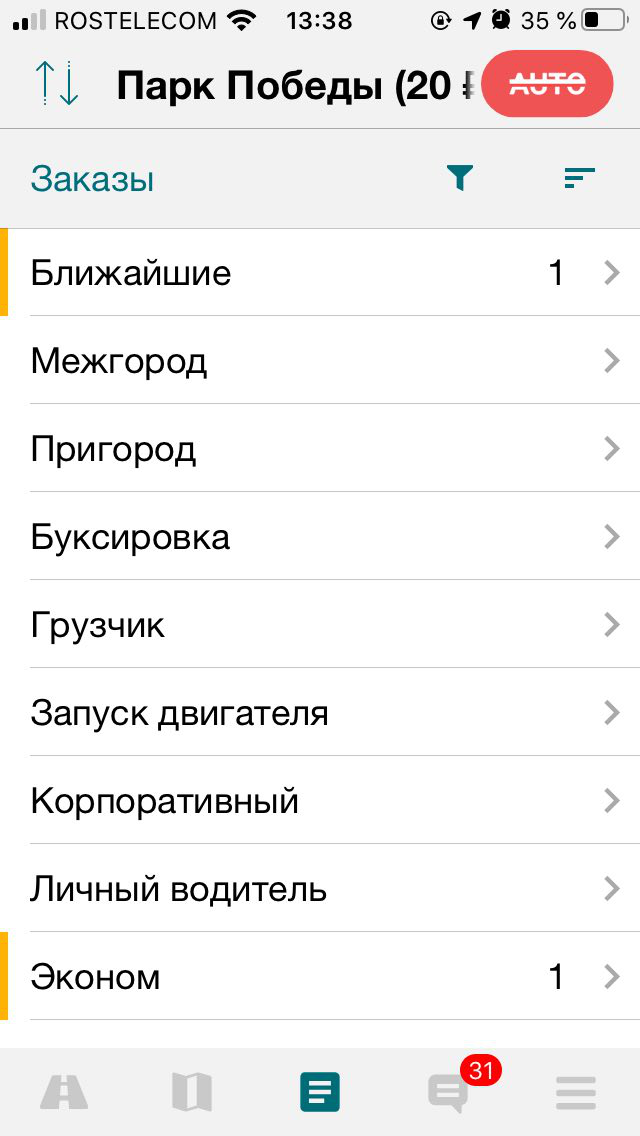 ROSTELECOM 13:38 35 %
Парк Победы (20 ₽ AUTO
Заказы
Ближайшие 1
Межгород
Пригород
Буксировка
Грузчик
Запуск двигателя
Корпоративный
Личный водитель
Эконом 1
31